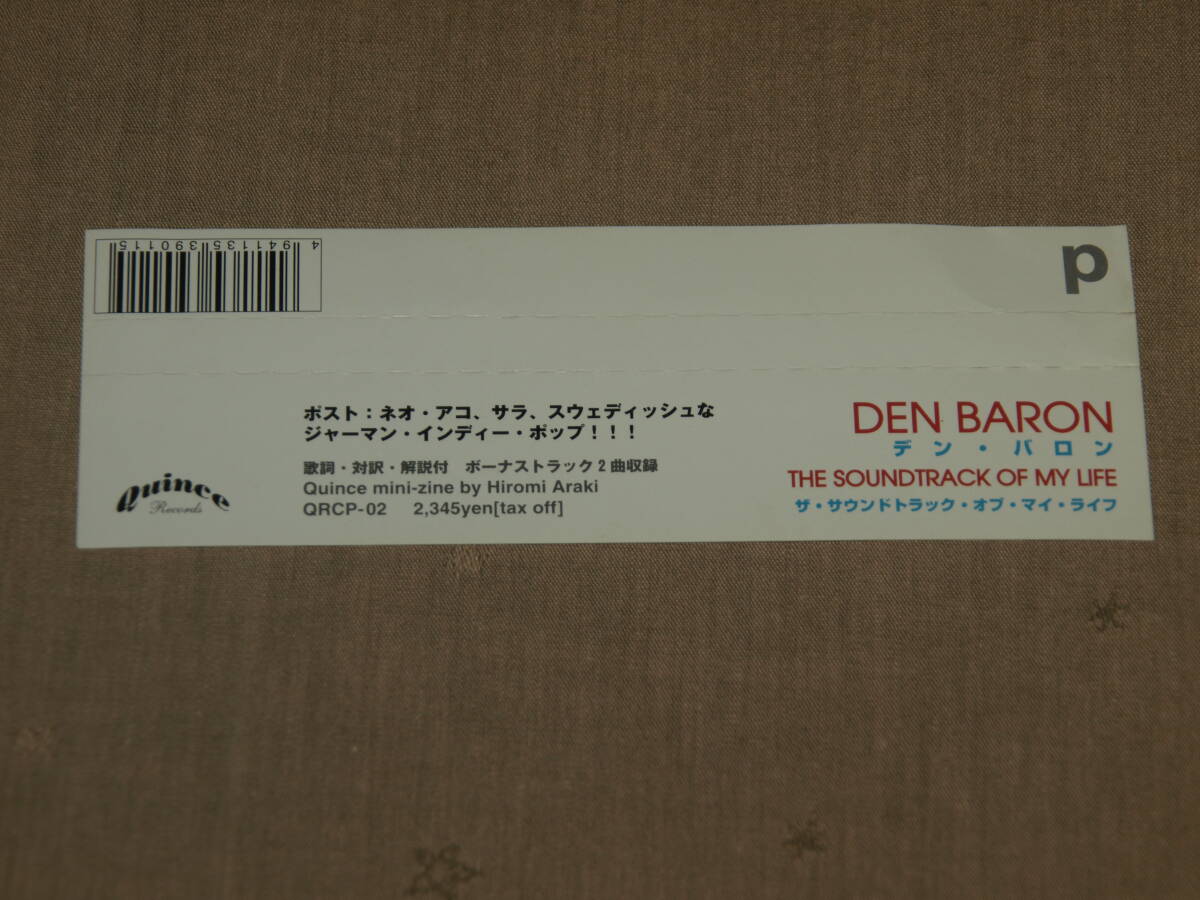 4 941135 390115
p
ポスト：ネオ・アコ、サラ、スウェディッシュな
ジャーマン・インディー・ポップ！！！
歌詞・対訳・解説付 ボーナストラック2曲収録
Quince mini-zine by Hiromi Araki
QRCP-02 2,345yen[tax off]
Quince
Records
DEN BARON
デン・バロン
THE SOUNDTRACK OF MY LIFE
ザ・サウンドトラック・オブ・マイ・ライフ